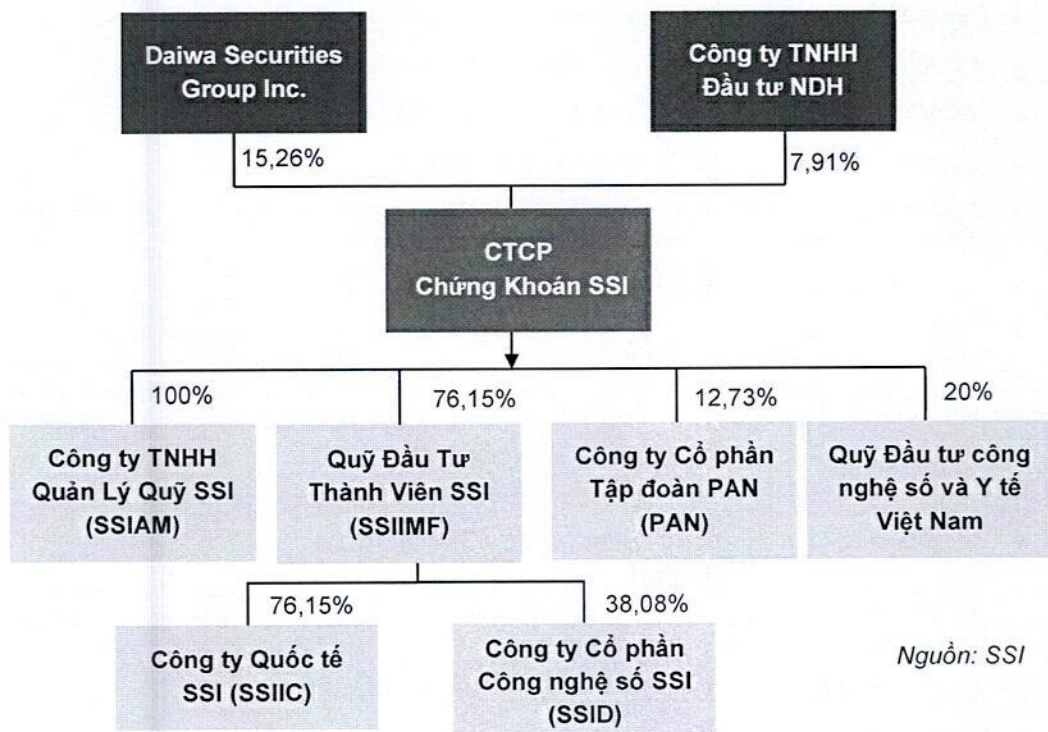 Daiwa Securities
Group Inc.
Công ty TNHH
Đầu tư NDH
15,26%
7,91%
CTCP
Chứng Khoán SSI
100%
76,15%
12,73%
20%
Công ty TNHH
Quản Lý Quỹ SSI
(SSIAM)
Quỹ Đầu Tư
Thành Viên SSI
(SSIIMF)
Công ty Cổ phần
Tập đoàn PAN
(PAN)
Quỹ Đầu tư công
nghệ số và Y tế
Việt Nam
76,15%
38,08%
Công ty Quốc tế
SSI (SSIIC)
Công ty Cổ phần
Công nghệ số SSI
(SSID)
Nguồn: SSI